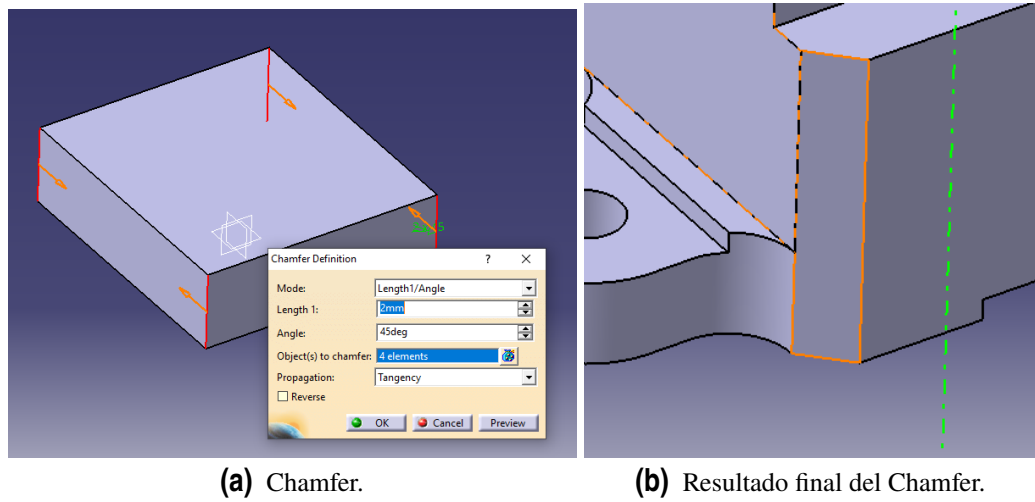 Chamfer Definition
? X
Mode: Length1/Angle
Length 1: 2mm
Angle: 45deg
Object(s) to chamfer: 4 elements
Propagation: Tangency
Reverse
OK Cancel Preview
(a) Chamfer.
(b) Resultado final del Chamfer.